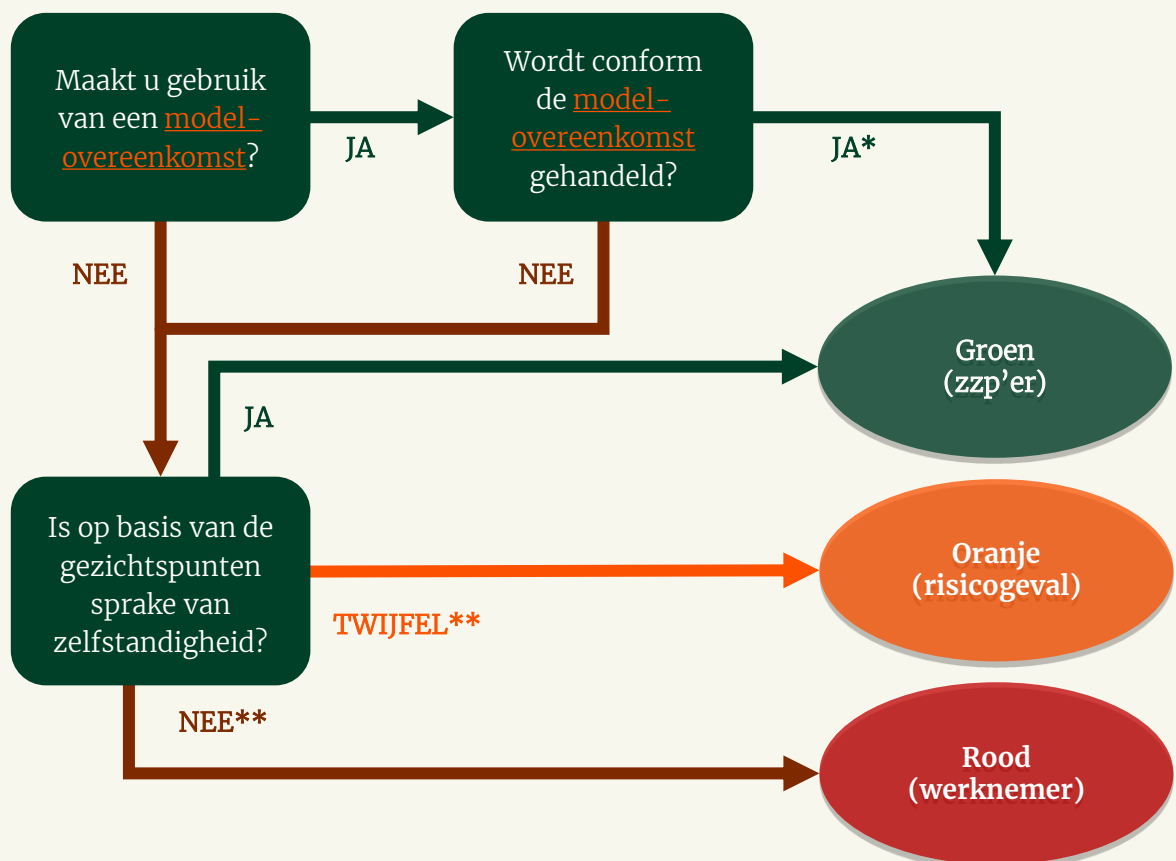 Maakt u gebruik
van een model-
overeenkomst?
JA
Wordt conform
de model-
overeenkomst
gehandeld?
JA*
NEE
NEE
Groen
(zzp’er)
JA
Is op basis van de
gezichtspunten
sprake van
zelfstandigheid?
TWIJFEL**
Oranje
(risicogeval)
NEE**
Rood
(werknemer)